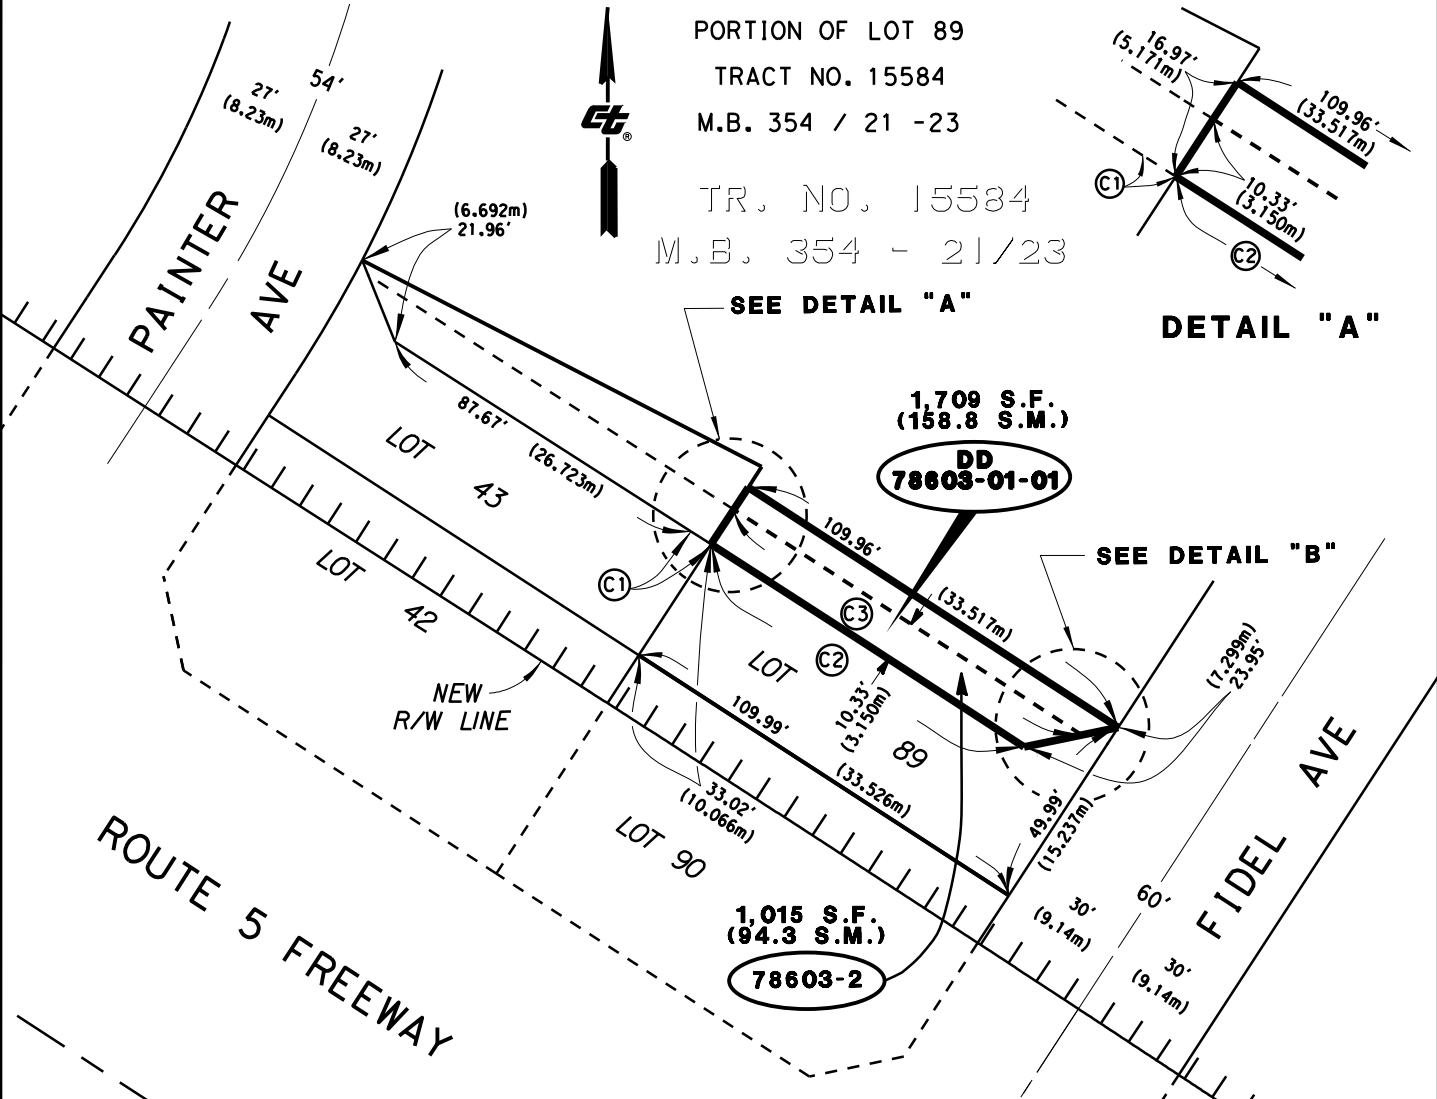 PORTION OF LOT 89
TRACT NO. 15584
M.B. 354 / 21 -23
Ct®
TR. NO. 15584
M.B. 354 - 21/23
54'
27'
(8.23m)
27'
(8.23m)
PAINTER
AVE
(6.692m)
21.96'
16.97'
(5.171m)
109.96'
(33.517m)
C1
10.33'
(3.150m)
C2
DETAIL "A"
SEE DETAIL "A"
1,709 S.F.
(158.8 S.M.)
DD
78603-01-01
87.67'
(26.723m)
LOT
43
109.96'
(33.517m)
SEE DETAIL "B"
C1
C3
C2
LOT
42
LOT
89
10.33'
(3.150m)
(7.299m)
23.95'
NEW
R/W LINE
109.99'
(33.526m)
33.02'
(10.066m)
49.99'
(15.237m)
LOT 90
ROUTE 5 FREEWAY
1,015 S.F.
(94.3 S.M.)
78603-2
60'
30'
(9.14m)
30'
(9.14m)
FIDEL
AVE